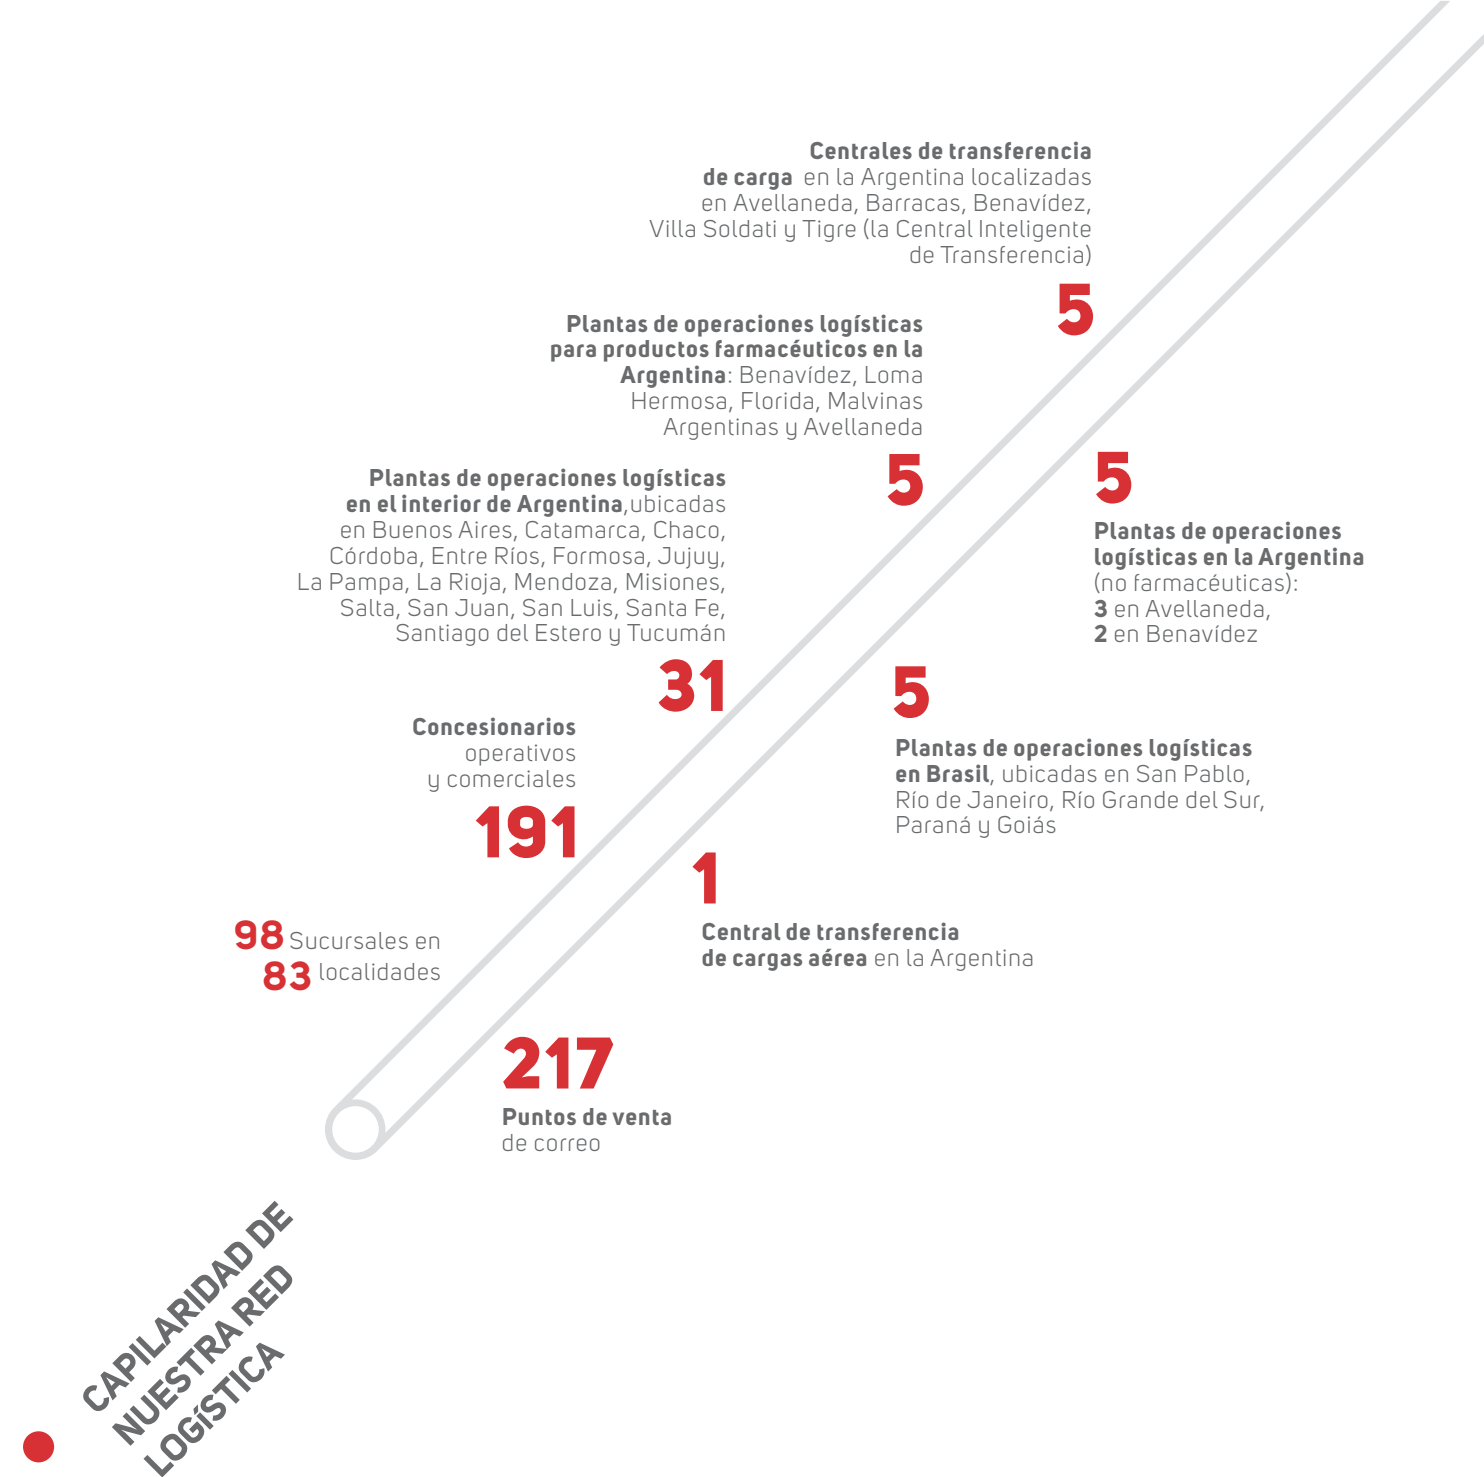 Centrales de transferencia
de carga en la Argentina localizadas
en Avellaneda, Barracas, Benavídez,
Villa Soldati y Tigre (la Central Inteligente
de Transferencia)
5
Plantas de operaciones logísticas
para productos farmacéuticos en la
Argentina: Benavídez, Loma
Hermosa, Florida, Malvinas
Argentinas y Avellaneda
5
5
Plantas de operaciones
logísticas en la Argentina
(no farmacéuticas):
3 en Avellaneda,
2 en Benavídez
Plantas de operaciones logísticas
en el interior de Argentina,ubicadas
en Buenos Aires, Catamarca, Chaco,
Córdoba, Entre Ríos, Formosa, Jujuy,
La Pampa, La Rioja, Mendoza, Misiones,
Salta, San Juan, San Luis, Santa Fe,
Santiago del Estero y Tucumán
31
5
Plantas de operaciones logísticas
en Brasil, ubicadas en San Pablo,
Río de Janeiro, Río Grande del Sur,
Paraná y Goiás
Concesionarios
operativos
y comerciales
191
1
Central de transferencia
de cargas aérea en la Argentina
98 Sucursales en
83 localidades
217
Puntos de venta
de correo
CAPILARIDAD DE
NUESTRA RED
LOGÍSTICA